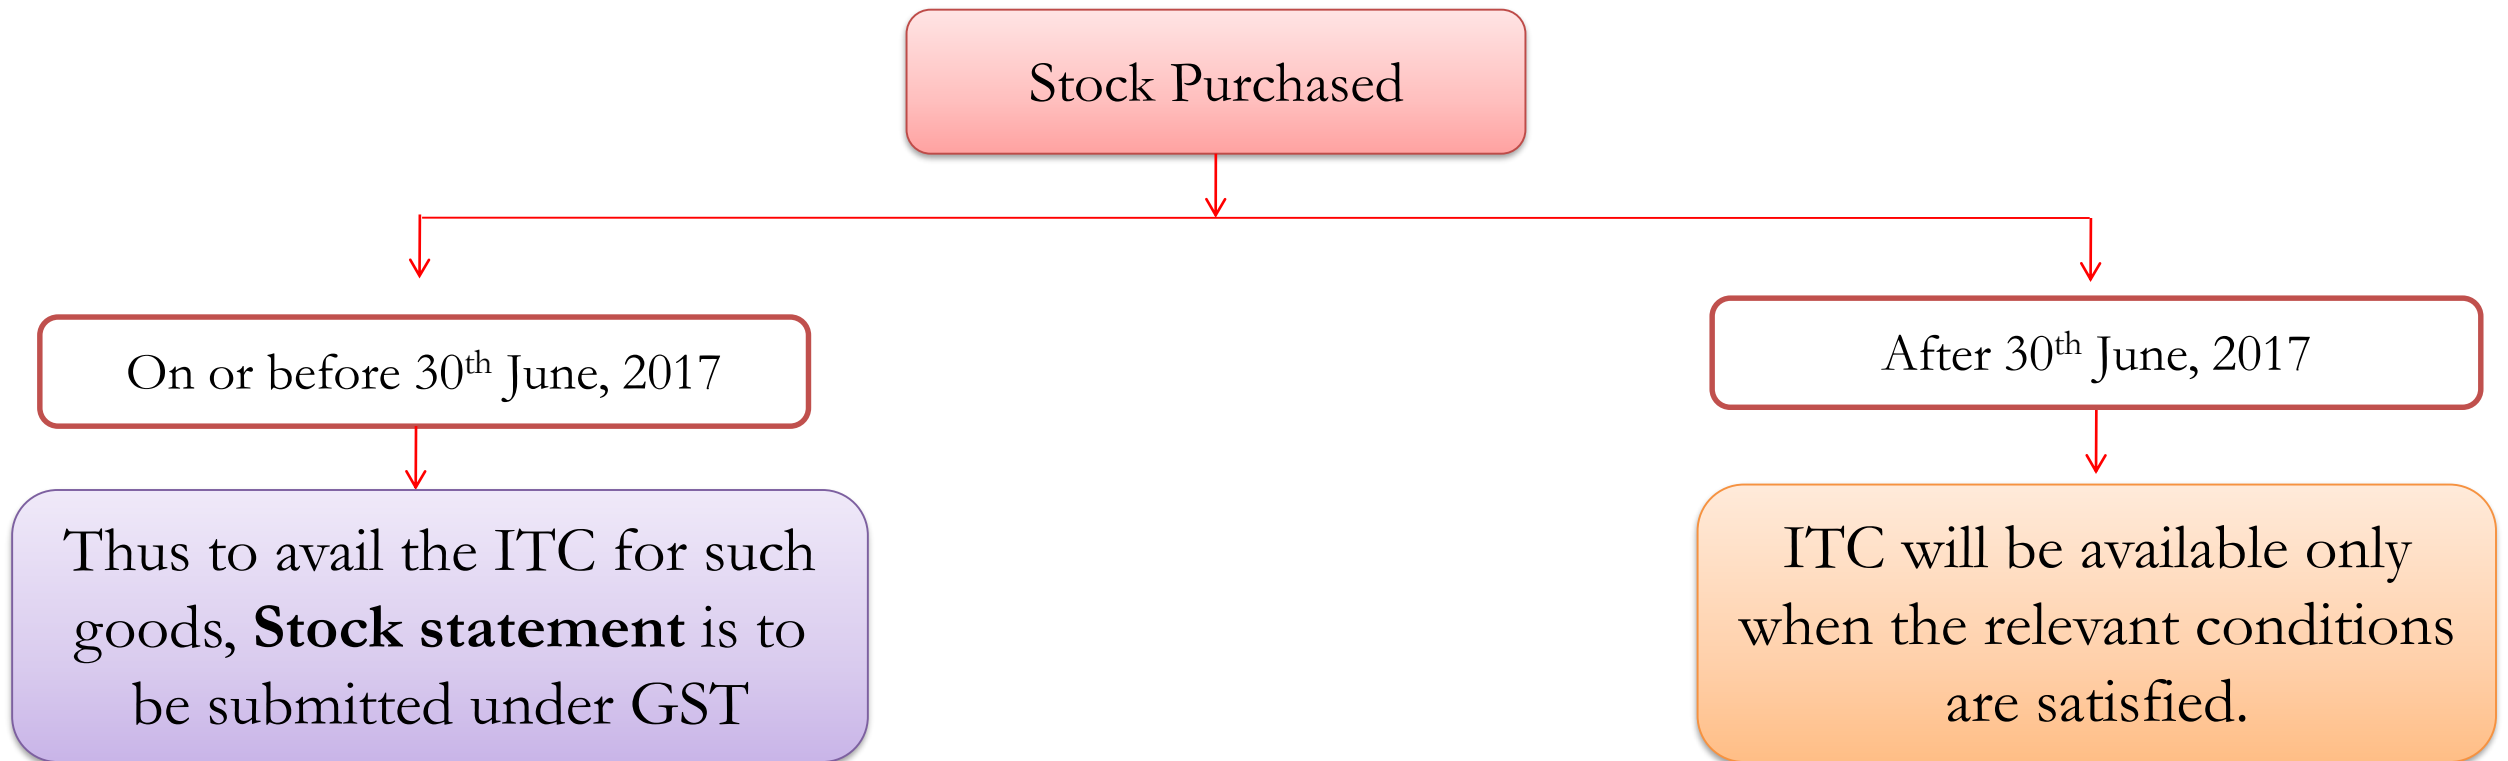 Stock Purchased
On or before 30th June, 2017
After 30th June, 2017
Thus to avail the ITC for such
goods, Stock statement is to
be submitted under GST
ITC will be available only
when the relevant conditions
are satisfied.